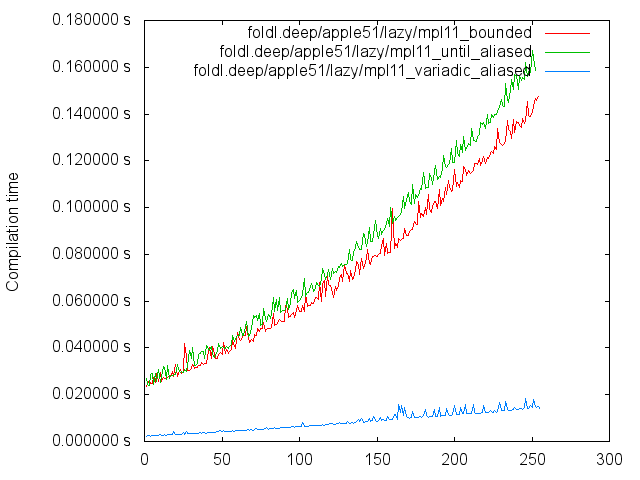 foldl.deep/apple51/lazy/mpl11_bounded
foldl.deep/apple51/lazy/mpl11_until_aliased
foldl.deep/apple51/lazy/mpl11_variadic_aliased
Compilation time
0.180000 s
0.160000 s
0.140000 s
0.120000 s
0.100000 s
0.080000 s
0.060000 s
0.040000 s
0.020000 s
0.000000 s
0 50 100 150 200 250 300